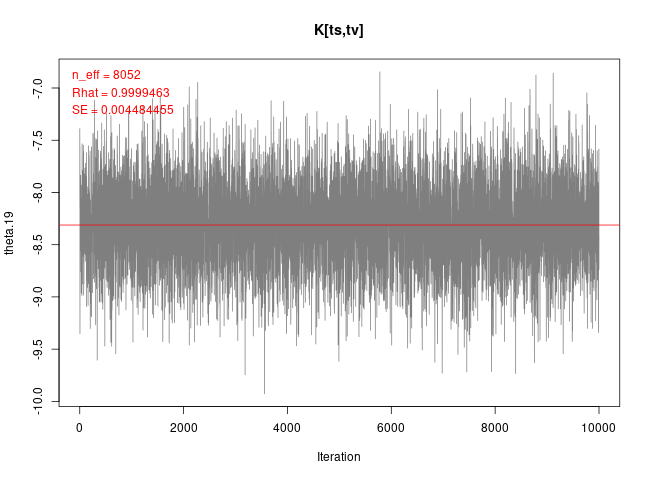 K[ts,tv]
n_eff = 8052
Rhat = 0.9999463
SE = 0.004484455
-7.0
-7.5
-8.0
-8.5
-9.0
-9.5
-10.0
theta.19
0 2000 4000 6000 8000 10000
Iteration